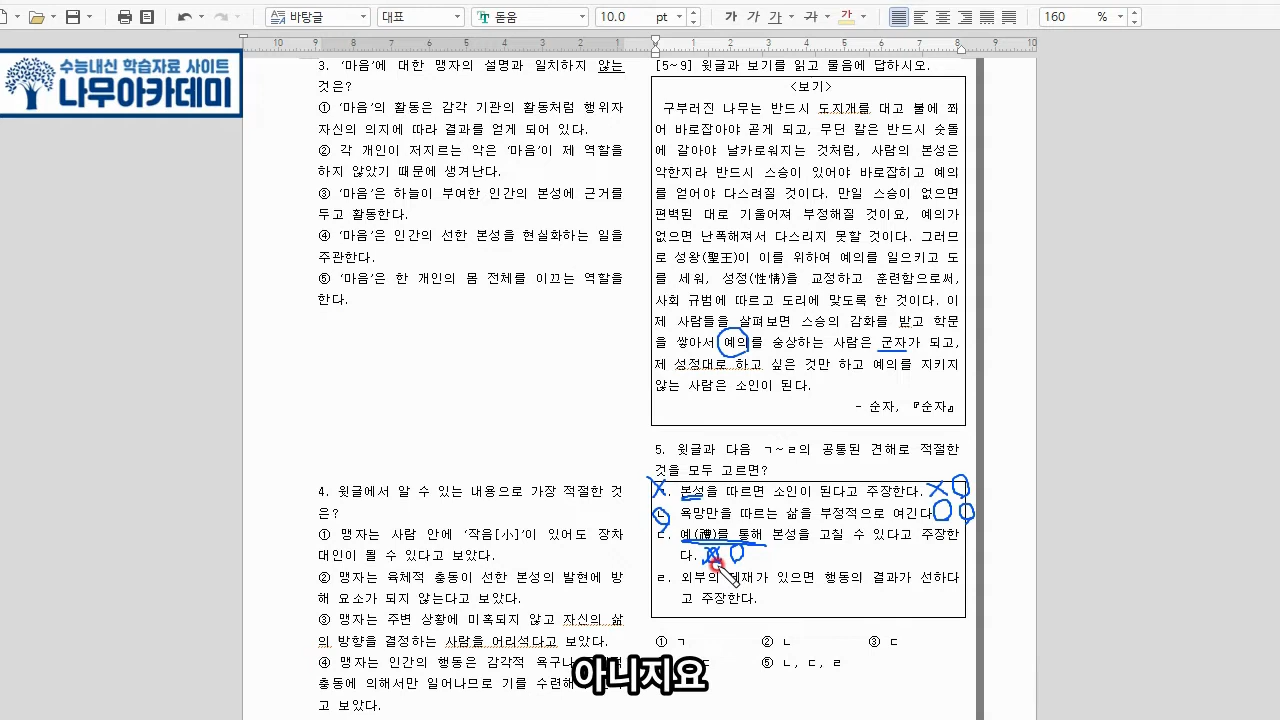 바탕글
대표
돋움
10.0 pt
가 가 가 가 가
160 %
10 9 8 7 6 5 4 3 2 1 1 2 3 4 5 6 7 8 9 10
수능내신 학습자료 사이트
나무아카데미
3. ‘마음’에 대한 맹자의 설명과 일치하지 않는
것은?
① ‘마음’의 활동은 감각 기관의 활동처럼 행위자
자신의 의지에 따라 결과를 얻게 되어 있다.
② 각 개인이 저지르는 악은 ‘마음’이 제 역할을
하지 않았기 때문에 생겨난다.
③ ‘마음’은 하늘이 부여한 인간의 본성에 근거를
두고 활동한다.
④ ‘마음’은 인간의 선한 본성을 현실화하는 일을
주관한다.
⑤ ‘마음’은 한 개인의 몸 전체를 이끄는 역할을
한다.
4. 윗글에서 알 수 있는 내용으로 가장 적절한 것
은?
① 맹자는 사람 안에 ‘작음[小]’이 있어도 장차
대인이 될 수 있다고 보았다.
② 맹자는 육체적 충동이 선한 본성의 발현에 방
해 요소가 되지 않는다고 보았다.
③ 맹자는 주변 상황에 미혹되지 않고 자신의 삶
의 방향을 결정하는 사람을 어리석다고 보았다.
④ 맹자는 인간의 행동은 감각적 욕구나
충동에 의해서만 일어나므로 기를 수련해
고 보았다.
[5~9] 윗글과 보기를 읽고 물음에 답하시오.
<보기>
구부러진 나무는 반드시 도지개를 대고 불에 쬐
어 바로잡아야 곧게 되고, 무딘 칼은 반드시 숫돌
에 갈아야 날카로워지는 것처럼, 사람의 본성은
악한지라 반드시 스승이 있어야 바로잡히고 예의
를 얻어야 다스려질 것이다. 만일 스승이 없으면
편벽된 대로 기울어져 부정해질 것이요, 예의가
없으면 난폭해져서 다스리지 못할 것이다. 그러므
로 성왕(聖王)이 이를 위하여 예의를 일으키고 도
를 세워, 성정(性情)을 교정하고 훈련함으로써,
사회 규범에 따르고 도리에 맞도록 한 것이다. 이
제 사람들을 살펴보면 스승의 감화를 받고 학문
을 쌓아서 예의를 숭상하는 사람은 군자가 되고,
제 성정대로 하고 싶은 것만 하고 예의를 지키지
않는 사람은 소인이 된다.
- 순자, 『순자』
5. 윗글과 다음 ㄱ~ㄹ의 공통된 견해로 적절한
것을 모두 고르면?
본성을 따르면 소인이 된다고 주장한다. X O
ㄴ. 욕망만을 따르는 삶을 부정적으로 여긴다. O O
ㄷ. 예(禮)를 통해 본성을 고칠 수 있다고 주장한
다. O
ㄹ. 외부의 제재가 있으면 행동의 결과가 선하다
고 주장한다.
① ㄱ ② ㄴ ③ ㄷ
ㄷ ⑤ ㄴ, ㄷ, ㄹ
아니지요